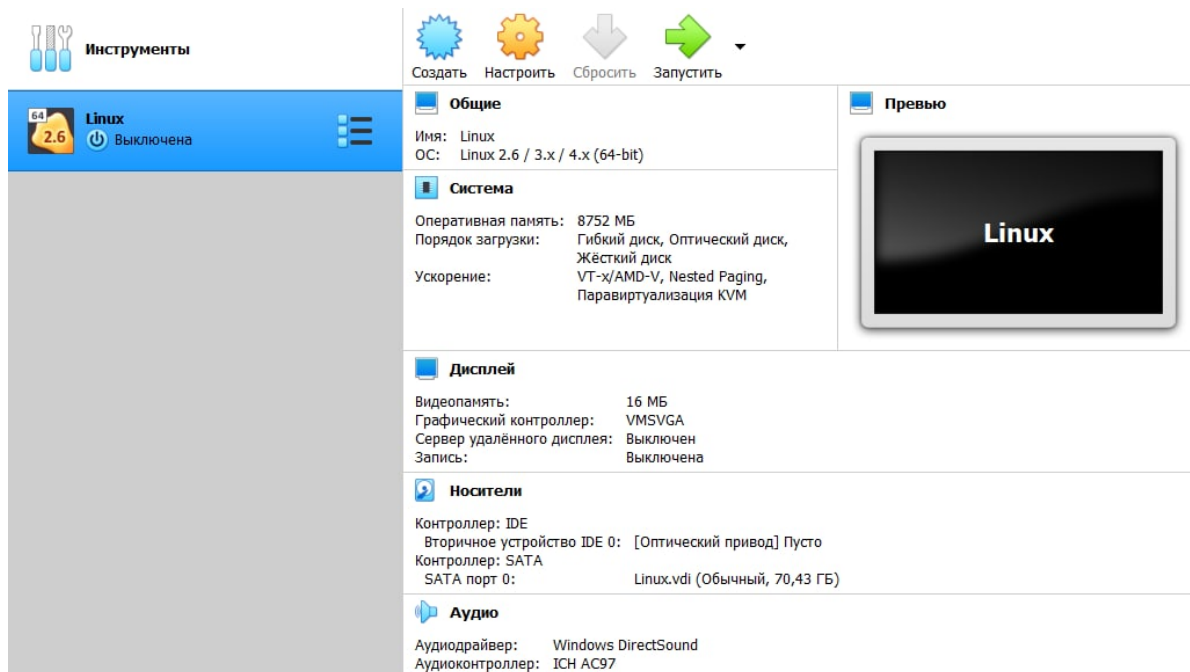 Инструменты
Создать Настроить Сбросить Запустить
64
2.6
Linux
Выключена
Общие
Имя: Linux
ОС: Linux 2.6 / 3.x / 4.x (64-bit)
Превью
Linux
Система
Оперативная память: 8752 МБ
Порядок загрузки: Гибкий диск, Оптический диск,
Жёсткий диск
Ускорение: VT-x/AMD-V, Nested Paging,
Паравиртуализация KVM
Дисплей
Видеопамять: 16 МБ
Графический контроллер: VMSVGA
Сервер удалённого дисплея: Выключен
Запись: Выключена
Носители
Контроллер: IDE
Вторичное устройство IDE 0: [Оптический привод] Пусто
Контроллер: SATA
SATA порт 0: Linux.vdi (Обычный, 70,43 ГБ)
Аудио
Аудиодрайвер: Windows DirectSound
Аудиоконтроллер: ICH AC97